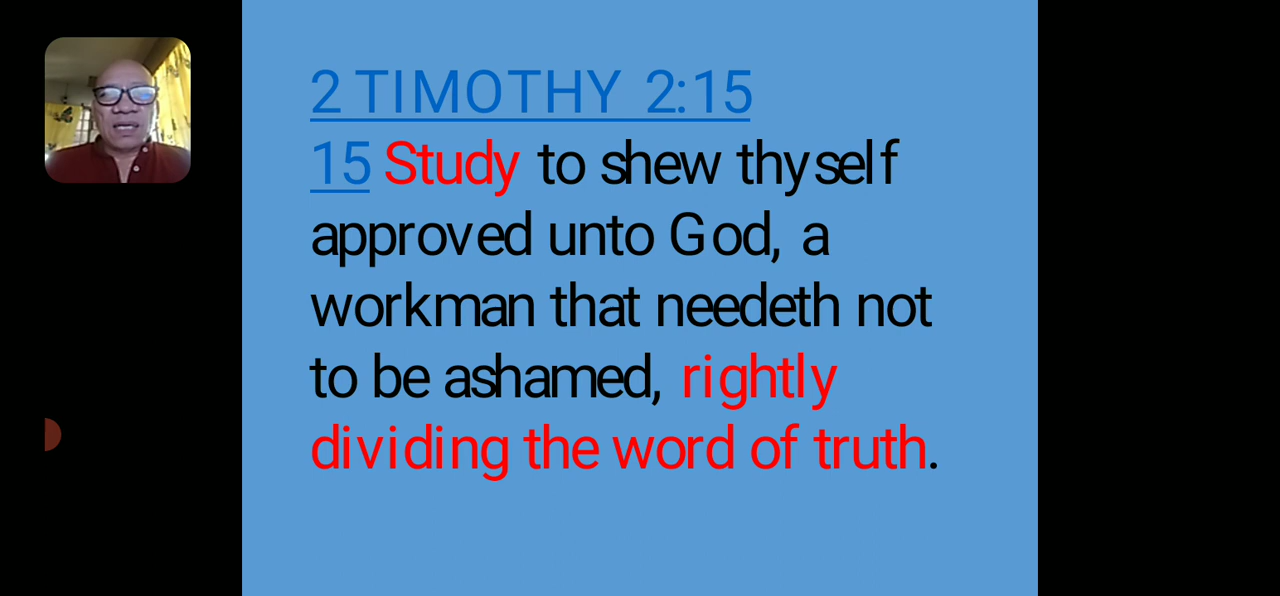 2 TIMOTHY 2:15
15 Study to shew thyself
approved unto God, a
workman that needeth not
to be ashamed, rightly
dividing the word of truth.